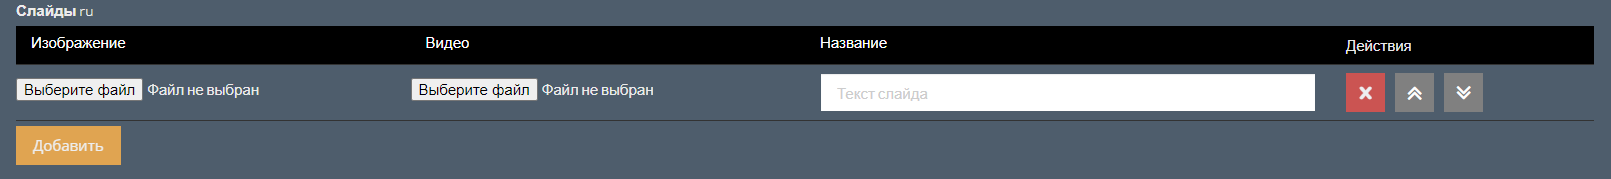 Слайды ru
Изображение Видео Название Действия
Выберите файл Файл не выбран Выберите файл Файл не выбран Текст слайда
Добавить